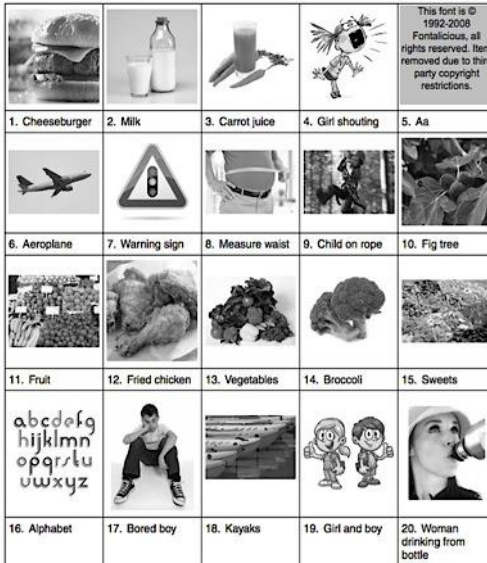 This font is ©
1992-2008
Fontalicious, all
rights reserved. Item
removed due to third
party copyright
restrictions.
1. Cheeseburger
2. Milk
3. Carrot juice
4. Girl shouting
5. Aa
6. Aeroplane
7. Warning sign
8. Measure waist
9. Child on rope
10. Fig tree
11. Fruit
12. Fried chicken
13. Vegetables
14. Broccoli
15. Sweets
abcdefg
hijklmn
opqrstu
uwxyz
16. Alphabet
17. Bored boy
18. Kayaks
19. Girl and boy
20. Woman
drinking from
bottle